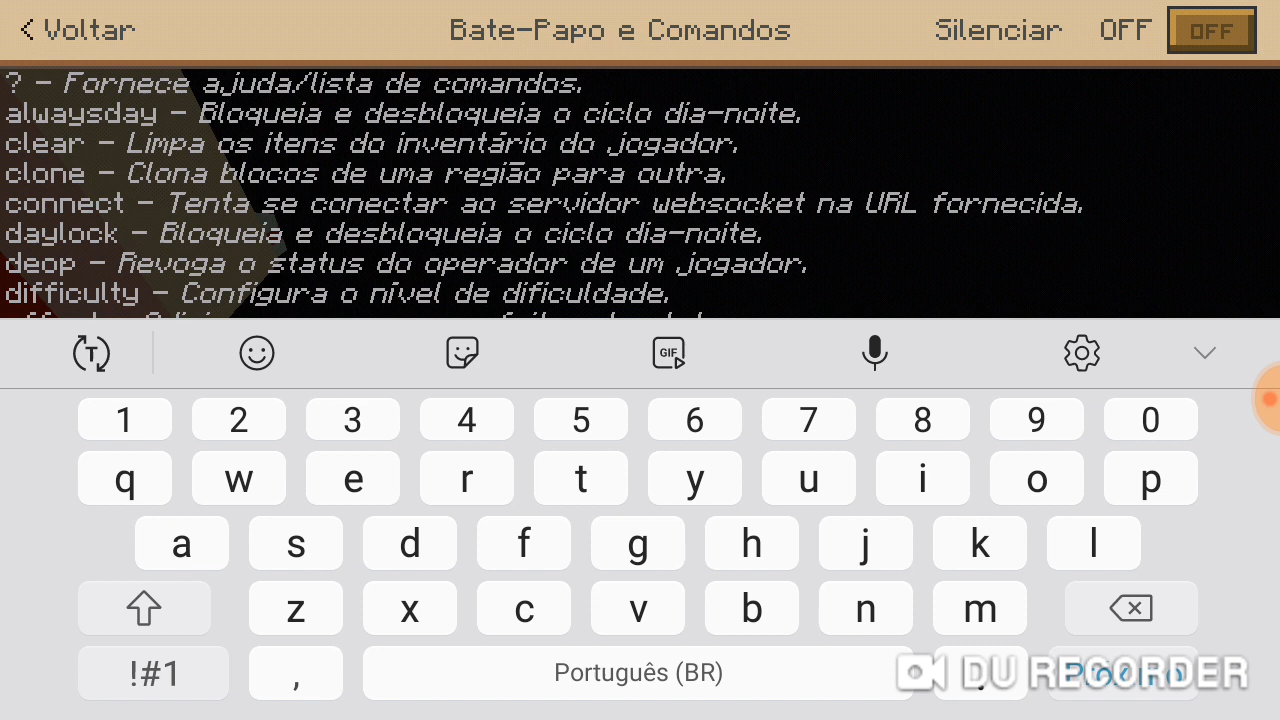 Voltar
Bate-Papo e Comandos
Silenciar OFF OFF
? - Fornece ajuda/lista de comandos.
alwaysday - Bloqueia e desbloqueia o ciclo dia-noite.
clear - Limpa os itens do inventário do jogador.
clone - Clona blocos de uma região para outra.
connect - Tenta se conectar ao servidor websocket na URL fornecida.
daylock - Bloqueia e desbloqueia o ciclo dia-noite.
deop - Revoga o status do operador de um jogador.
difficulty - Configura o nível de dificuldade.
T GIF
1 2 3 4 5 6 7 8 9 0
q w e r t y u i o p
a s d f g h j k l
z x c v b n m
!#1 , Português (BR) . Próximo
DU RECORDER